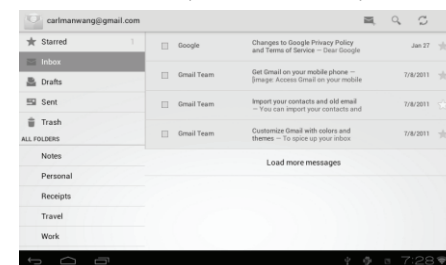 carlmanwang@gmail.com
Starred 1
Inbox
Drafts
Sent
Trash
ALL FOLDERS
Notes
Personal
Receipts
Travel
Work
Google Changes to Google Privacy Policy and Terms of Service — Dear Google Jan 27
Gmail Team Get Gmail on your mobile phone — [image: Access Gmail on your mobile 7/8/2011
Gmail Team Import your contacts and old email — You can import your contacts and 7/8/2011
Gmail Team Customize Gmail with colors and themes — To spice up your inbox 7/8/2011
Load more messages
7:28